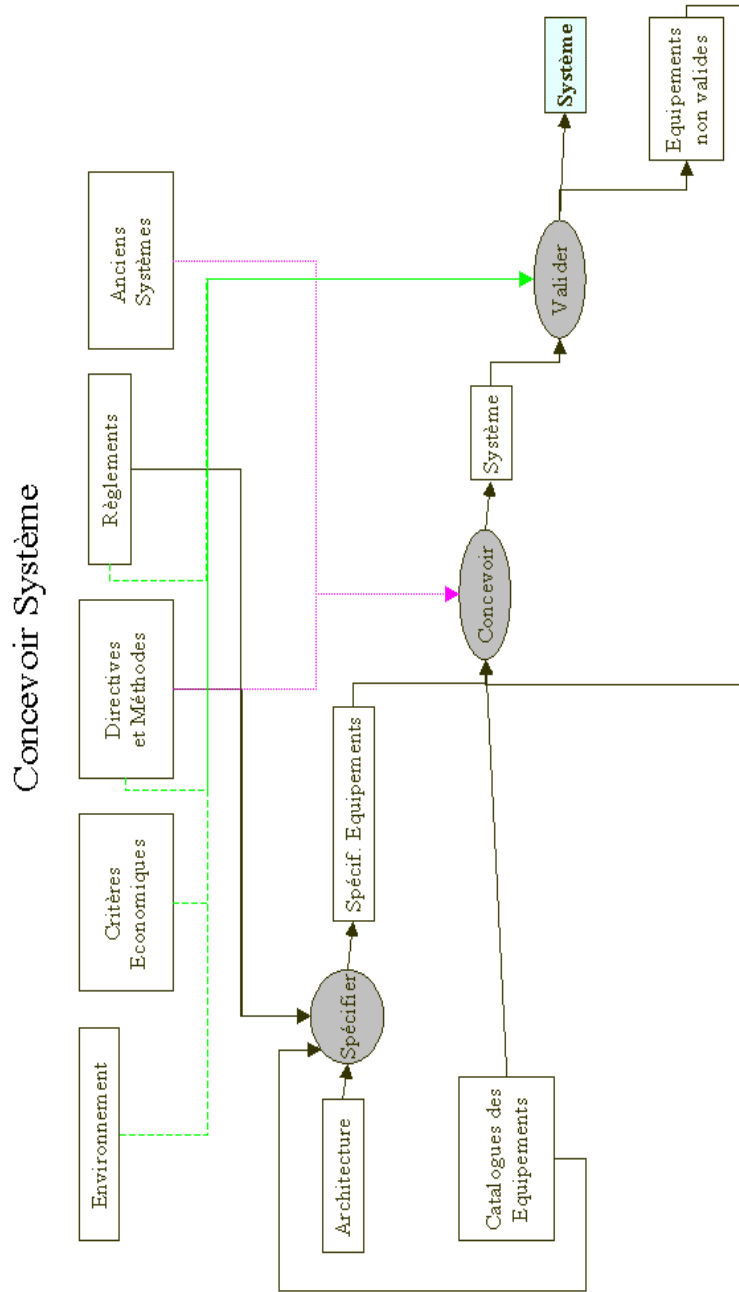 Concevoir Système
Environnement
Critères
Economiques
Directives
et Méthodes
Règlements
Anciens
Systèmes
Architecture
Spécifier
Spécif. Equipements
Catalogues des
Equipements
Concevoir
Système
Valider
Système
Equipements
non valides